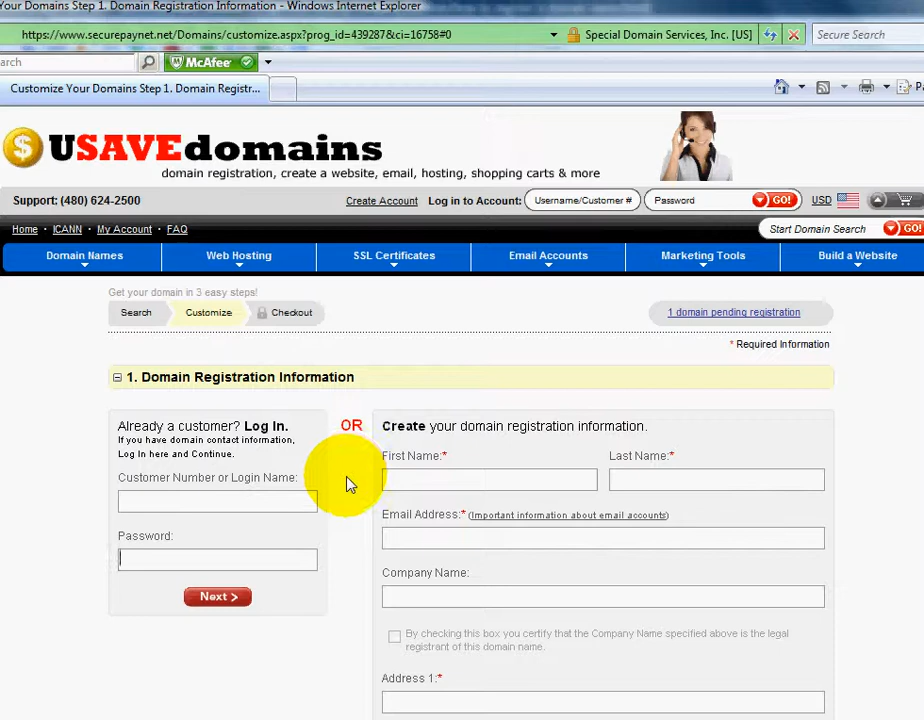 Your Domains Step 1. Domain Registration Information - Windows Internet Explorer
https://www.securepaynet.net/Domains/customize.aspx?prog_id=439287&ci=16758#0
Special Domain Services, Inc. [US]
Secure Search
arch
McAfee
Customize Your Domains Step 1. Domain Registr...
$ USAVEdomains
domain registration, create a website, email, hosting, shopping carts & more
Support: (480) 624-2500
Create Account
Log in to Account:
Username/Customer #
Password
GO!
USD
Home · ICANN · My Account · FAQ
Start Domain Search
GO!
Domain Names
Web Hosting
SSL Certificates
Email Accounts
Marketing Tools
Build a Website
Get your domain in 3 easy steps!
Search
Customize
Checkout
1 domain pending registration
* Required Information
1. Domain Registration Information
Already a customer? Log In.
If you have domain contact information,
Log In here and Continue.
Customer Number or Login Name:
Password:
Next >
OR
Create your domain registration information.
First Name:*
Last Name:*
Email Address:* (Important information about email accounts)
Company Name:
By checking this box you certify that the Company Name specified above is the legal
registrant of this domain name.
Address 1:*